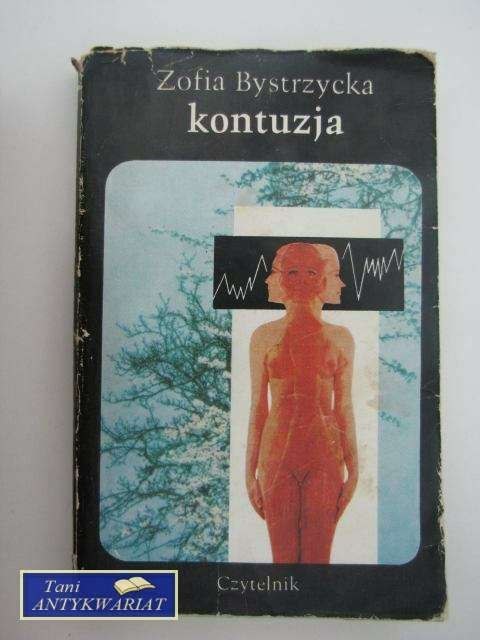 Zofia Bystrzycka
kontuzja
Czytelnik
Tani
ANTYKWARIAT